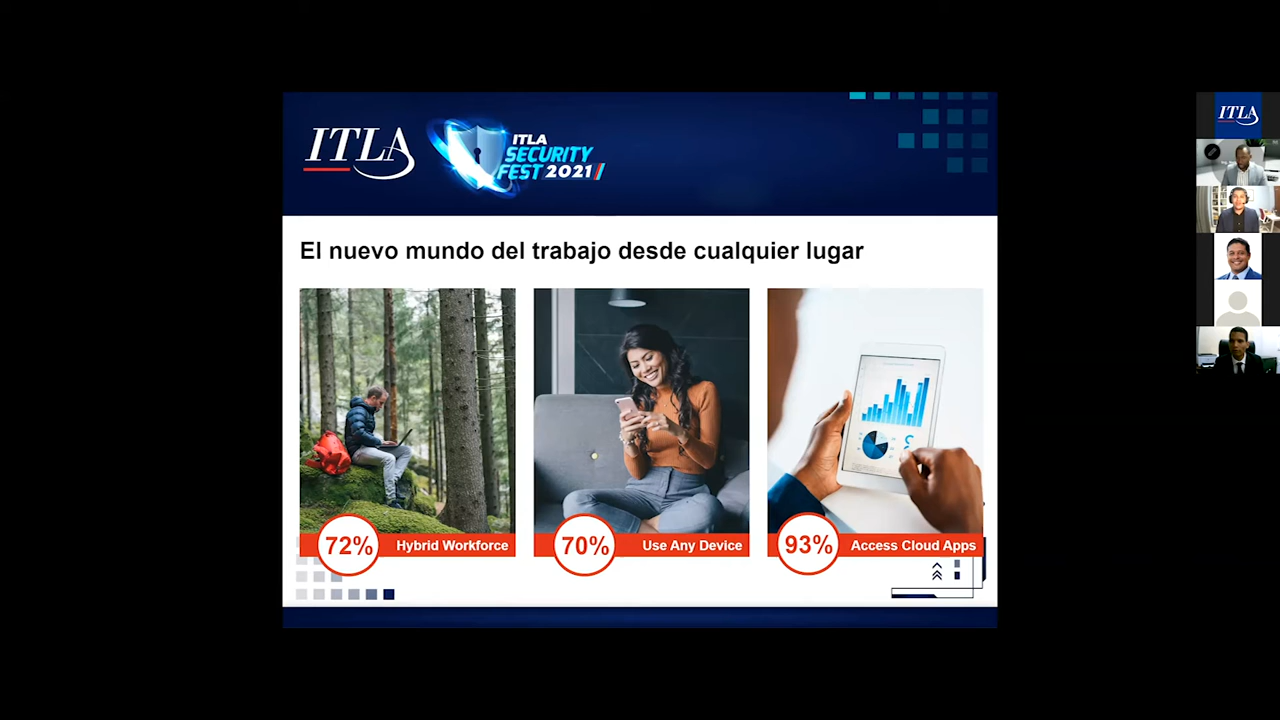 ITLA
ITLA
SECURITY
FEST 2021
ITLA
El nuevo mundo del trabajo desde cualquier lugar
72% Hybrid Workforce
70% Use Any Device
93% Access Cloud Apps